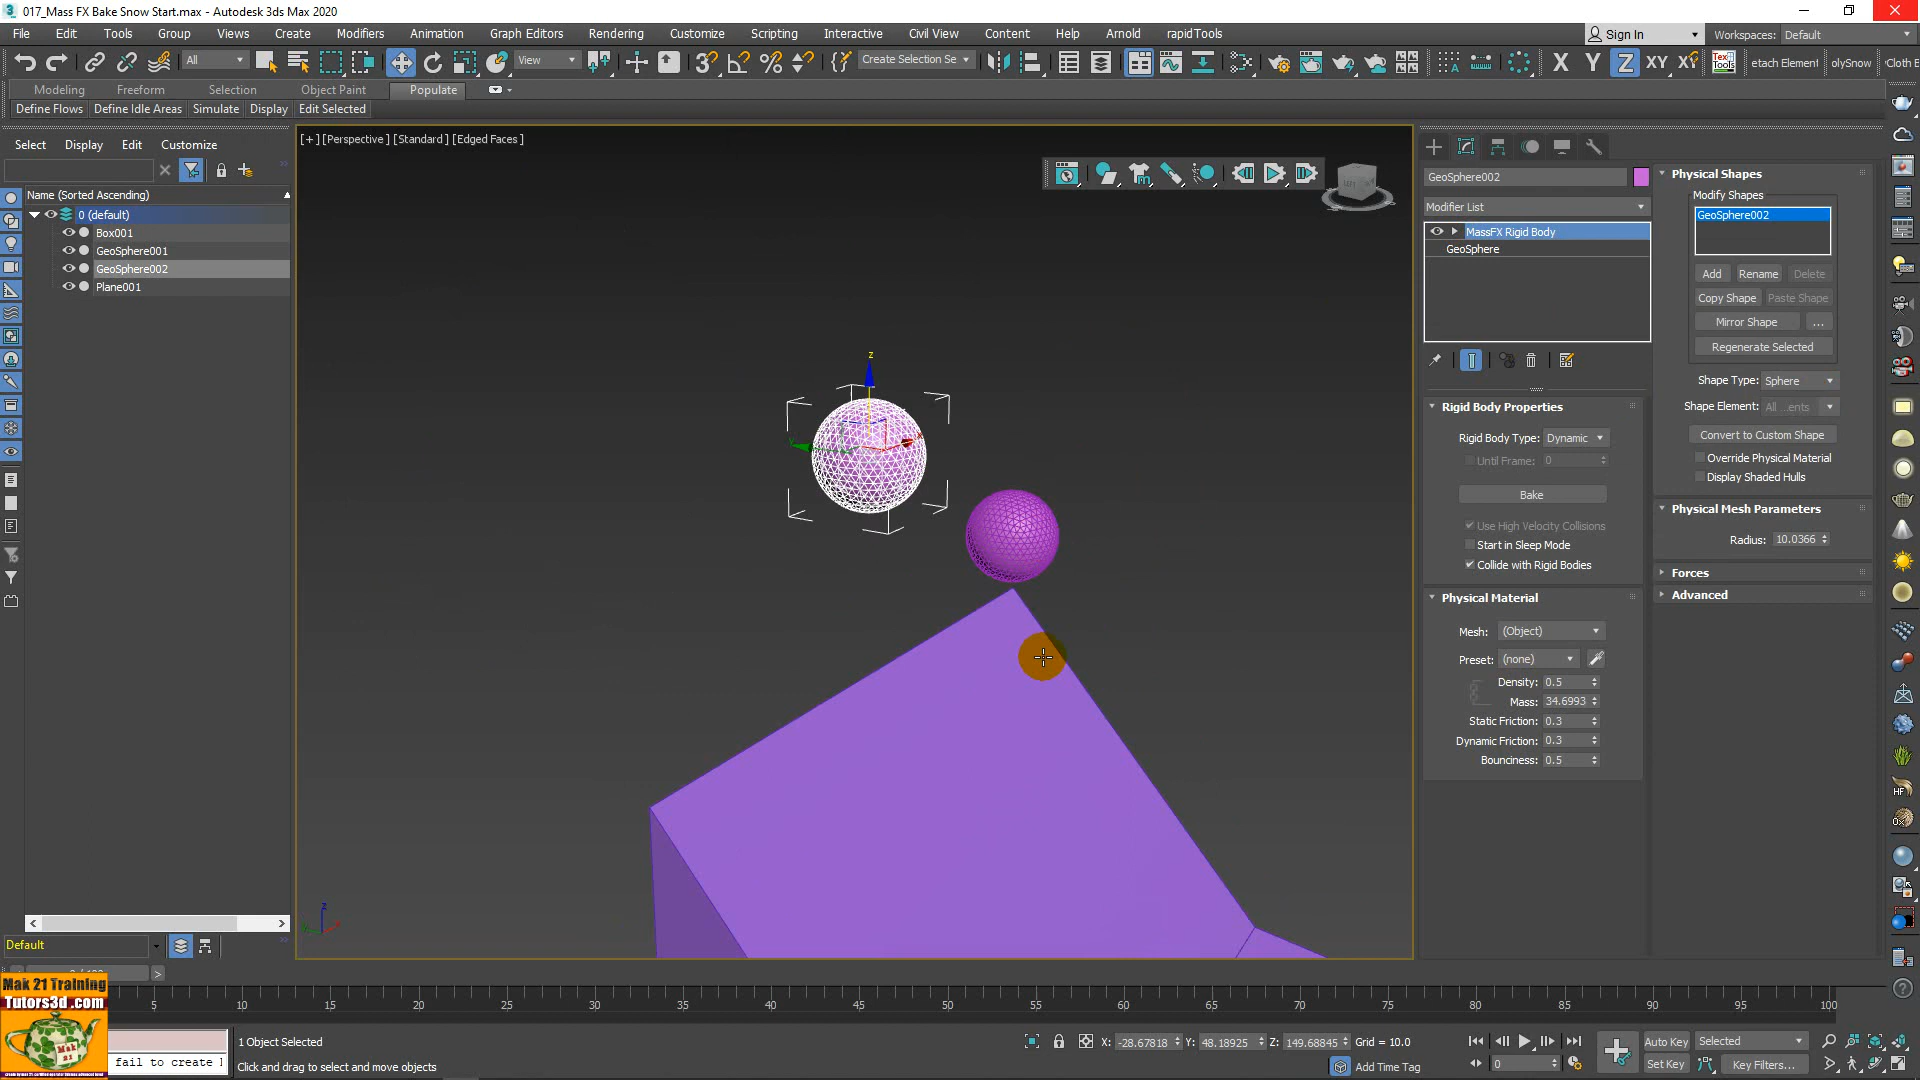 017_Mass FX Bake Snow Start.max - Autodesk 3ds Max 2020
File Edit Tools Group Views Create Modifiers Animation Graph Editors Rendering Customize Civil View Scripting Interactive Content Help Arnold rapidTools
Sign In Workspaces: Default
All View Create Selection Se X Y Z XY etach Element olySnow Cloth E
Modeling Freeform Selection Object Paint Populate
Define Flows Define Idle Areas Simulate Display Edit Selected
Select Display Edit Customize
Name (Sorted Ascending)
0 (default)
Box001
GeoSphere001
GeoSphere002
Plane001
Default
[+] [Perspective] [Standard] [Edged Faces]
z
GeoSphere002
Modifier List
MassFX Rigid Body
GeoSphere
Rigid Body Properties
Rigid Body Type: Dynamic
Until Frame: 0
Bake
Use High Velocity Collisions
Start in Sleep Mode
Collide with Rigid Bodies
Physical Material
Mesh: (Object)
Preset: (none)
Density: 0.5
Mass: 34.6993
Static Friction: 0.3
Dynamic Friction: 0.3
Bounciness: 0.5
Physical Shapes
Modify Shapes
GeoSphere002
Add Rename Delete
Copy Shape Paste Shape
Mirror Shape ...
Regenerate Selected
Shape Type: Sphere
Shape Element: All ...ents
Convert to Custom Shape
Override Physical Material
Display Shaded Hulls
Physical Mesh Parameters
Radius: 10.0366
Forces
Advanced
5 10 15 20 25 30 35 40 45 50 55 60 65 70 75 80 85 90 95 100
Mak 21 Training
Tutors3d .com
Mak 21
fail to create
1 Object Selected
Click and drag to select and move objects
X: -28.67818 Y: 48.18925 Z: 149.68845 Grid = 10.0
Add Time Tag
0
Auto Key Selected
Set Key Key Filters...